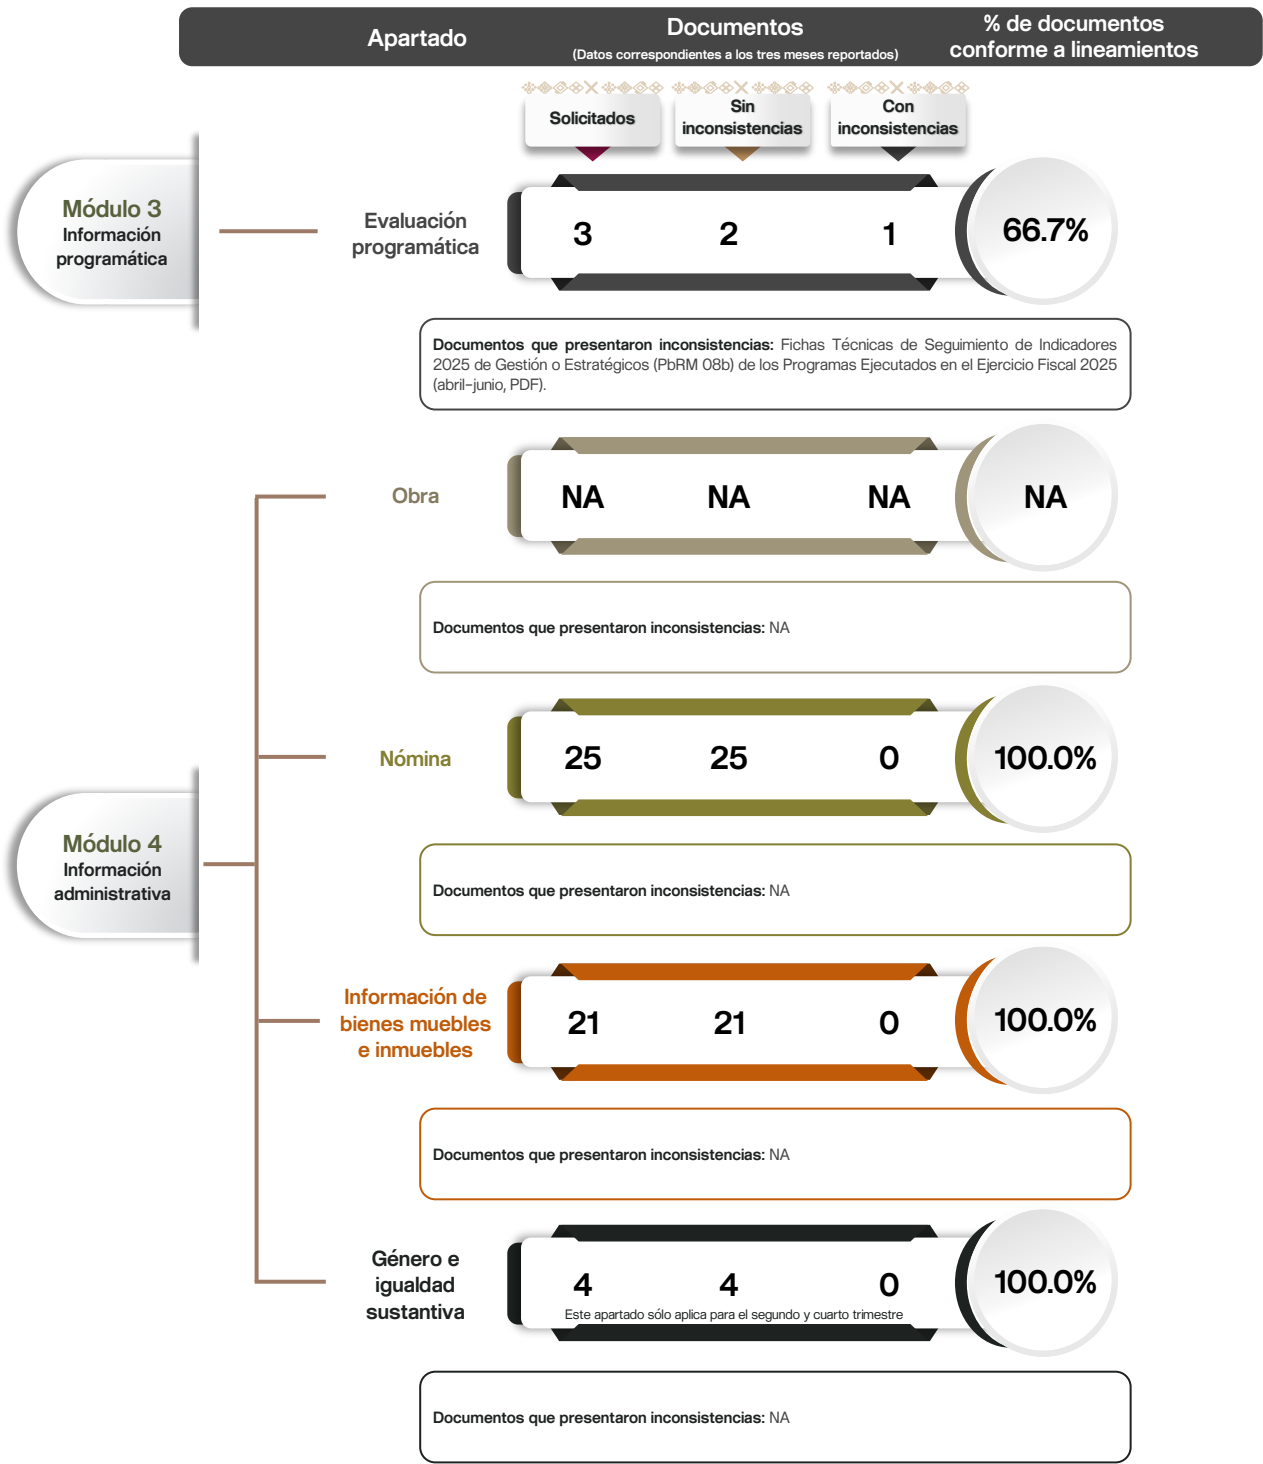 Apartado
Documentos
(Datos correspondientes a los tres meses reportados)
% de documentos
conforme a lineamientos
Solicitados
Sin
inconsistencias
Con
inconsistencias
Módulo 3
Información
programática
Evaluación
programática
3 2 1 66.7%
Documentos que presentaron inconsistencias: Fichas Técnicas de Seguimiento de Indicadores
2025 de Gestión o Estratégicos (PbRM 08b) de los Programas Ejecutados en el Ejercicio Fiscal 2025
(abril-junio, PDF).
Obra
NA NA NA NA
Documentos que presentaron inconsistencias: NA
Nómina
25 25 0 100.0%
Módulo 4
Información
administrativa
Documentos que presentaron inconsistencias: NA
Información de
bienes muebles
e inmuebles
21 21 0 100.0%
Documentos que presentaron inconsistencias: NA
Género e
igualdad
sustantiva
4 4 0 100.0%
Este apartado sólo aplica para el segundo y cuarto trimestre
Documentos que presentaron inconsistencias: NA